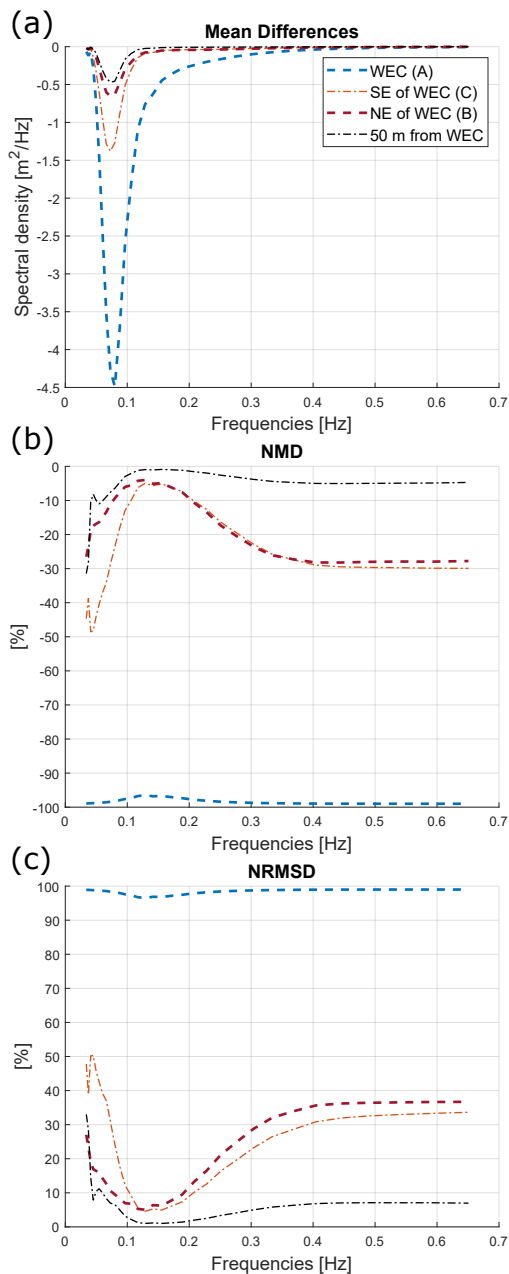 (a)
Mean Differences
Spectral density [m²/Hz]
0
-0.5
-1
-1.5
-2
-2.5
-3
-3.5
-4
-4.5
WEC (A)
SE of WEC (C)
NE of WEC (B)
50 m from WEC
0 0.1 0.2 0.3 0.4 0.5 0.6 0.7
Frequencies [Hz]
(b)
NMD
[%]
0
-10
-20
-30
-40
-50
-60
-70
-80
-90
-100
0 0.1 0.2 0.3 0.4 0.5 0.6 0.7
Frequencies [Hz]
(c)
NRMSD
[%]
100
90
80
70
60
50
40
30
20
10
0
0 0.1 0.2 0.3 0.4 0.5 0.6 0.7
Frequencies [Hz]